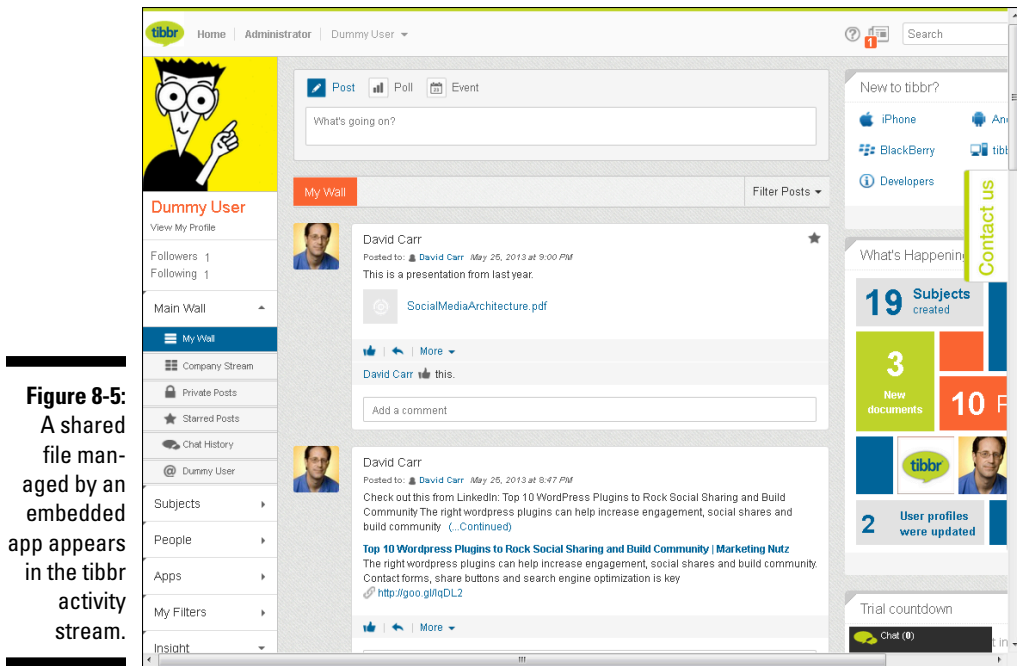 tibbr Home Administrator Dummy User
1
Search
Post Poll Event
What's going on?
My Wall Filter Posts
Dummy User
View My Profile
Followers 1
Following 1
Main Wall
My Wall
Company Stream
Private Posts
Starred Posts
Chat History
@ Dummy User
Subjects
People
Apps
My Filters
Insight
David Carr
Posted to: David Carr May 25, 2013 at 9:00 PM
This is a presentation from last year.
SocialMediaArchitecture.pdf
More
David Carr this.
Add a comment
David Carr
Posted to: David Carr May 25, 2013 at 8:47 PM
Check out this from LinkedIn: Top 10 WordPress Plugins to Rock Social Sharing and Build
Community The right wordpress plugins can help increase engagement, social shares and
build community (...Continued)
Top 10 Wordpress Plugins to Rock Social Sharing and Build Community | Marketing Nutz
The right wordpress plugins can help increase engagement, social shares and build community.
Contact forms, share buttons and search engine optimization is key
http://goo.gl/lqDL2
More
New to tibbr?
iPhone
BlackBerry
Developers
Contact us
What's Happening
19 Subjects
created
3
New
documents
10
tibbr
2 User profiles
were updated
Trial countdown
Chat (0)
Figure 8-5:
A shared
file man-
aged by an
embedded
app appears
in the tibbr
activity
stream.